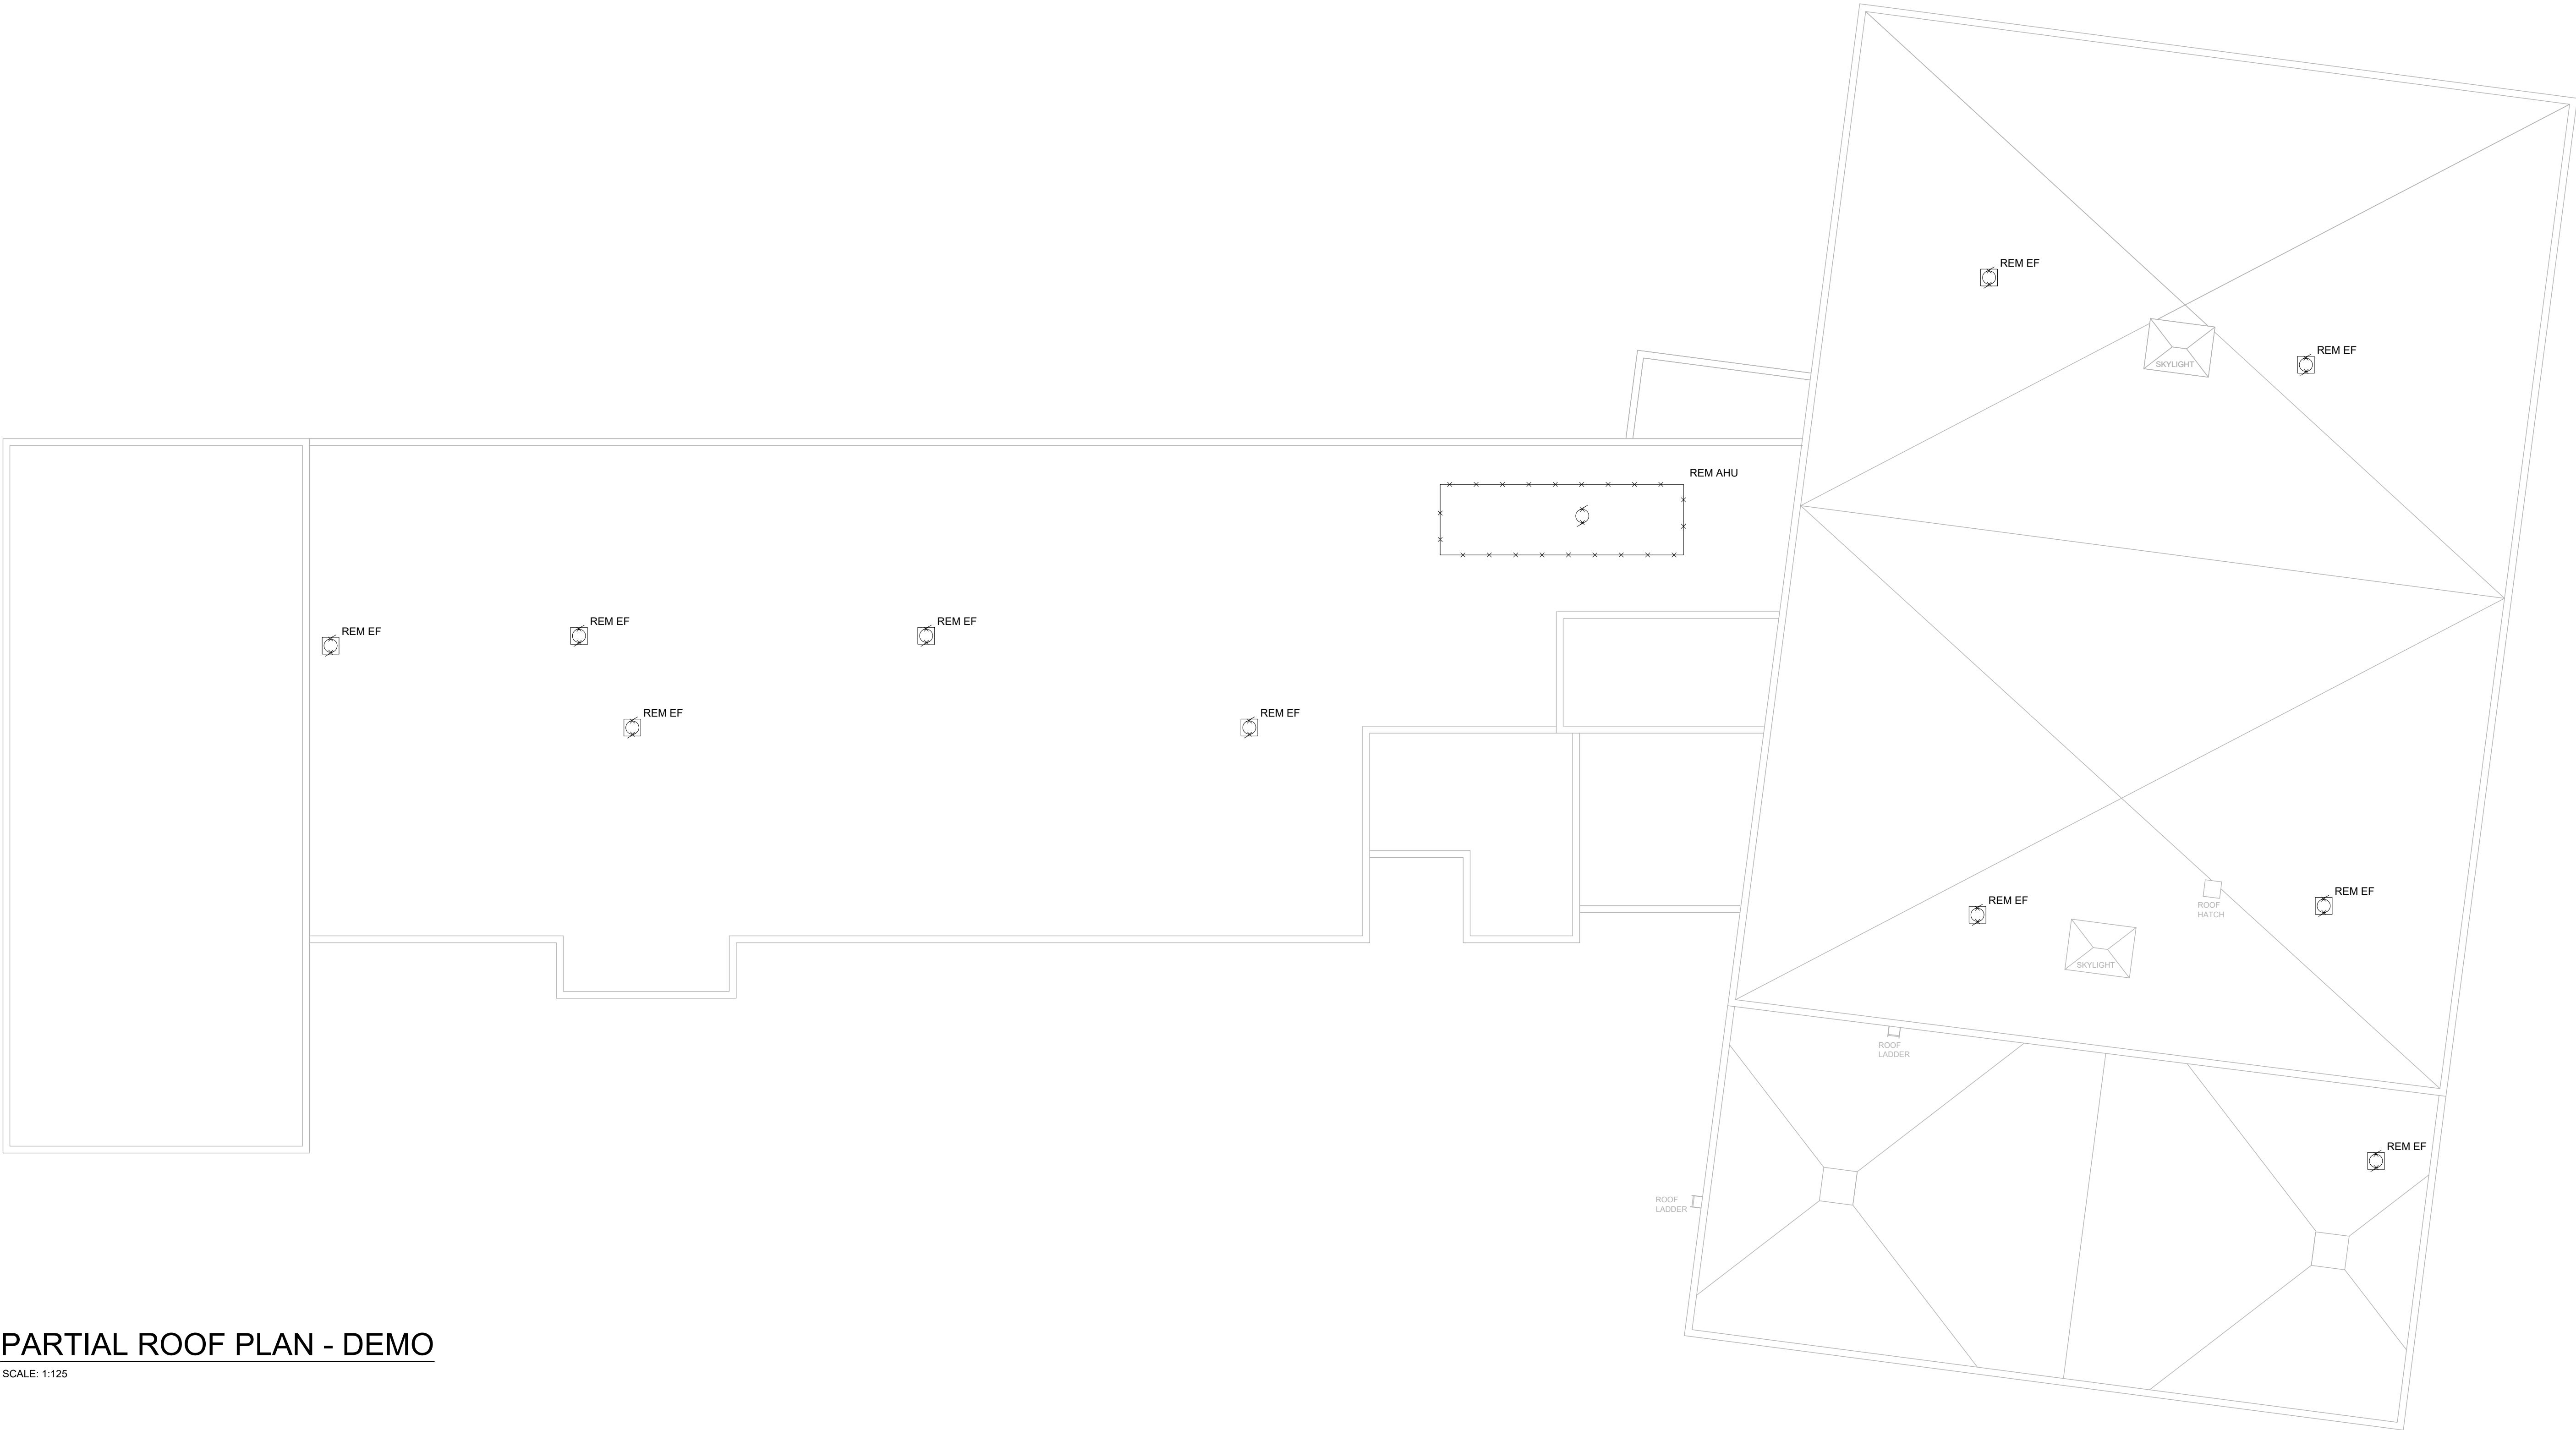 REM EF
REM EF
SKYLIGHT
REM AHU
REM EF
REM EF
REM EF
REM EF
REM EF
REM EF
REM EF
ROOF
HATCH
SKYLIGHT
ROOF
LADDER
REM EF
ROOF
LADDER
PARTIAL ROOF PLAN - DEMO
SCALE: 1:125